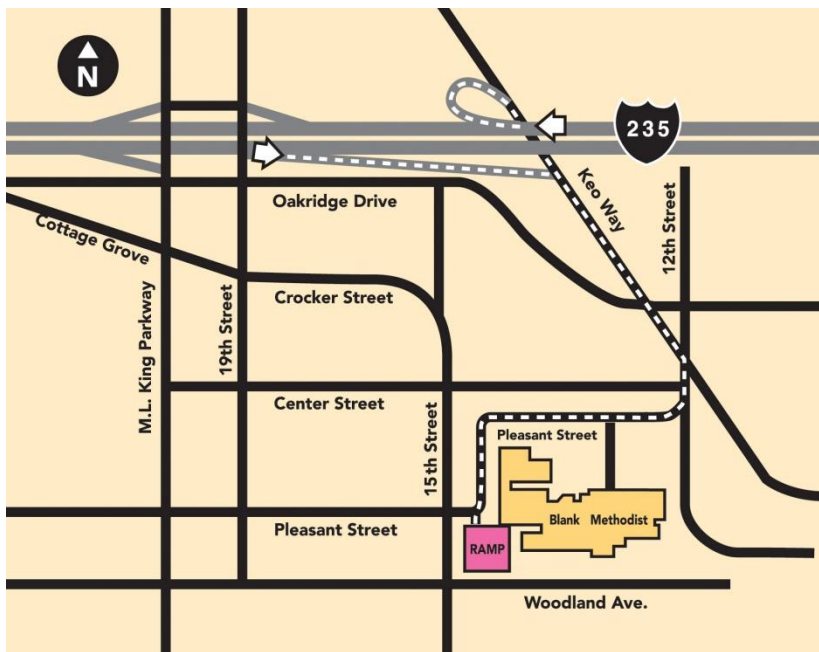 N
235
Oakridge Drive
Keo Way
12th Street
Cottage Grove
Crocker Street
19th Street
M.L. King Parkway
Center Street
15th Street
Pleasant Street
Blank Methodist
Pleasant Street
RAMP
Woodland Ave.